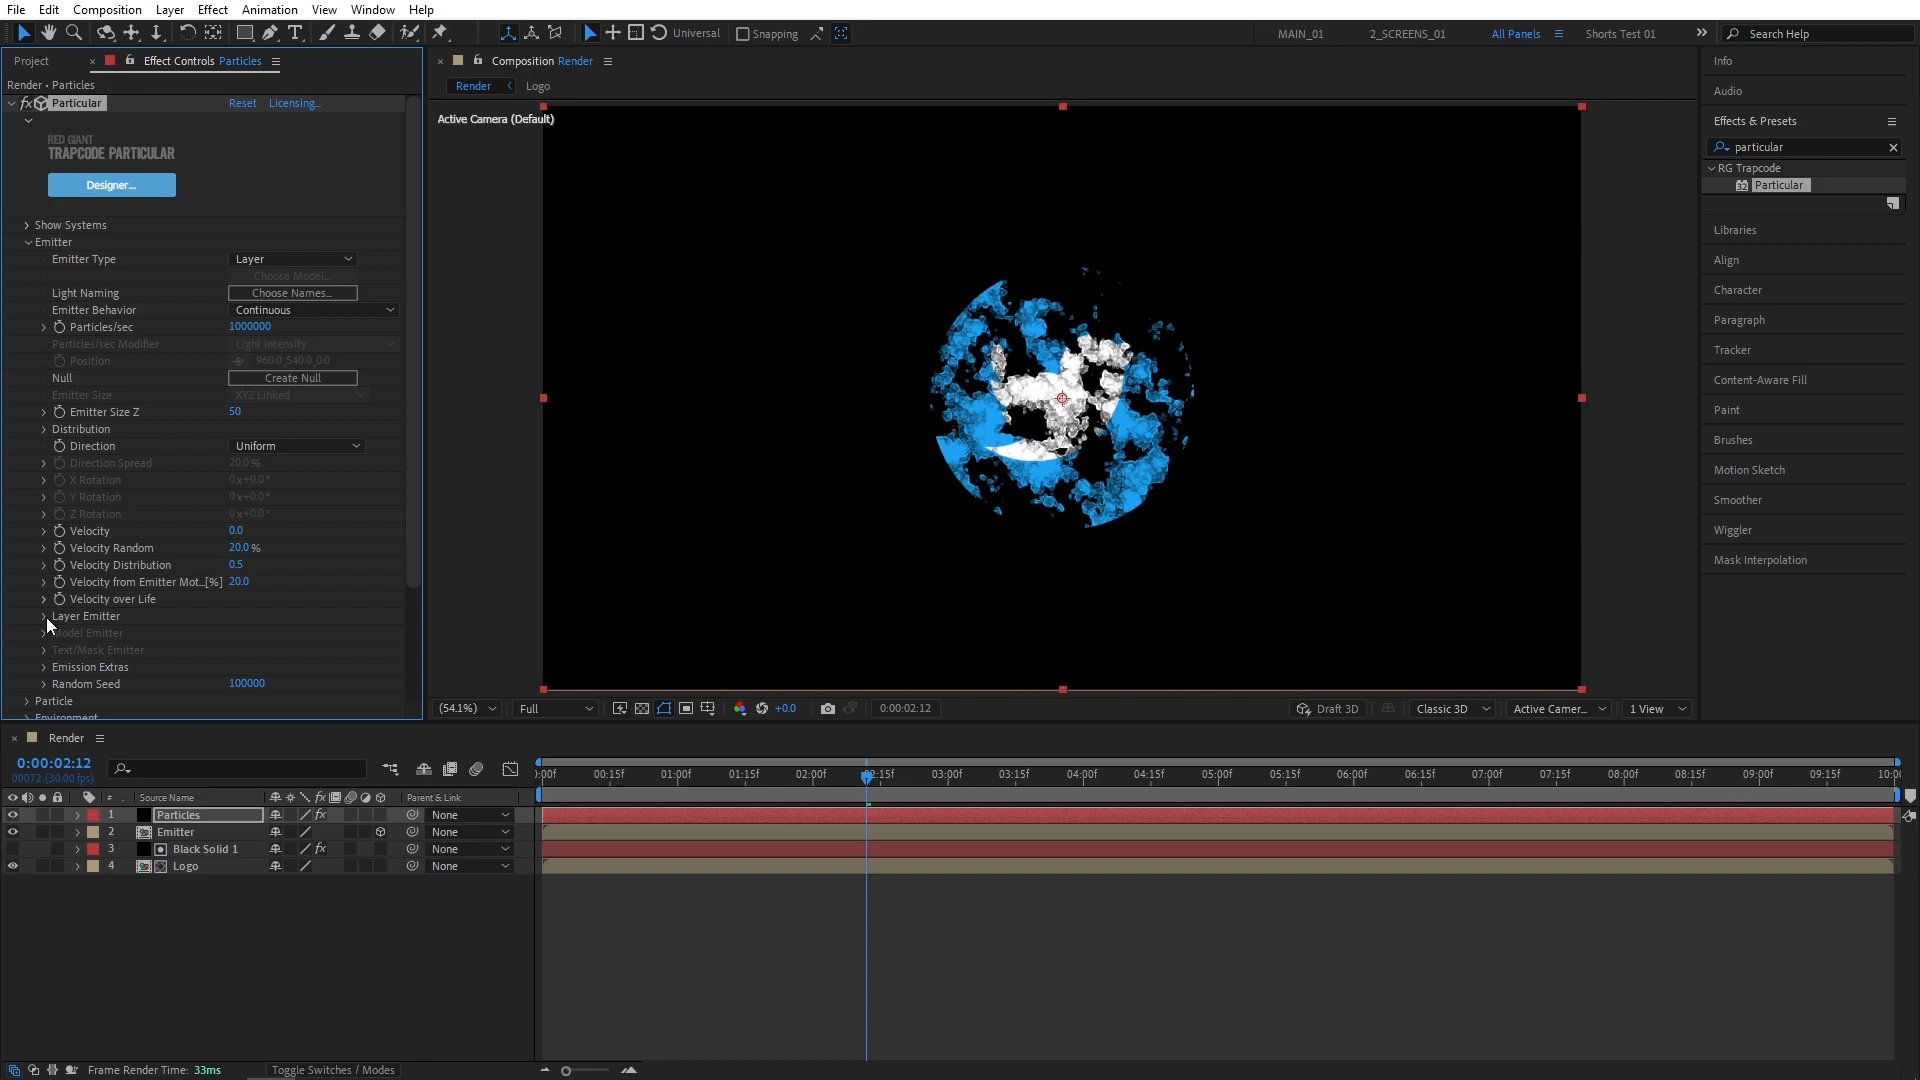 File Edit Composition Layer Effect Animation View Window Help
Universal Snapping MAIN_01 2_SCREENS_01 All Panels Shorts Test 01 Search Help
Project Effect Controls Particles
Render • Particles
fx Particular Reset Licensing...
RED GIANT
TRAPCODE PARTICULAR
Designer...
Show Systems
Emitter
Emitter Type Layer
Choose Model...
Light Naming Choose Names...
Emitter Behavior Continuous
Particles/sec 1000000
Particles/sec Modifier Light Intensity
Position 960.0,540.0,0.0
Null Create Null
Emitter Size XYZ Linked
Emitter Size Z 50
Distribution
Direction Uniform
Direction Spread 20.0 %
X Rotation 0x+0.0°
Y Rotation 0x+0.0°
Z Rotation 0x+0.0°
Velocity 0.0
Velocity Random 20.0 %
Velocity Distribution 0.5
Velocity from Emitter Mot...[%] 20.0
Velocity over Life
Layer Emitter
Model Emitter
Text/Mask Emitter
Emission Extras
Random Seed 100000
Particle
Environment
Composition Render
Render Logo
Active Camera (Default)
(54.1%) Full +0.0 0:00:02:12 Draft 3D Classic 3D Active Camer... 1 View
Info
Audio
Effects & Presets
particular
RG Trapcode
32 Particular
Libraries
Align
Character
Paragraph
Tracker
Content-Aware Fill
Paint
Brushes
Motion Sketch
Smoother
Wiggler
Mask Interpolation
Render
0:00:02:12
00072 (30.00 fps)
:00f 00:15f 01:00f 01:15f 02:00f 02:15f 03:00f 03:15f 04:00f 04:15f 05:00f 05:15f 06:00f 06:15f 07:00f 07:15f 08:00f 08:15f 09:00f 09:15f 10:0
# . Source Name fx Parent & Link
1 Particles fx None
2 Emitter None
3 Black Solid 1 fx None
4 Logo None
Frame Render Time: 33ms Toggle Switches / Modes